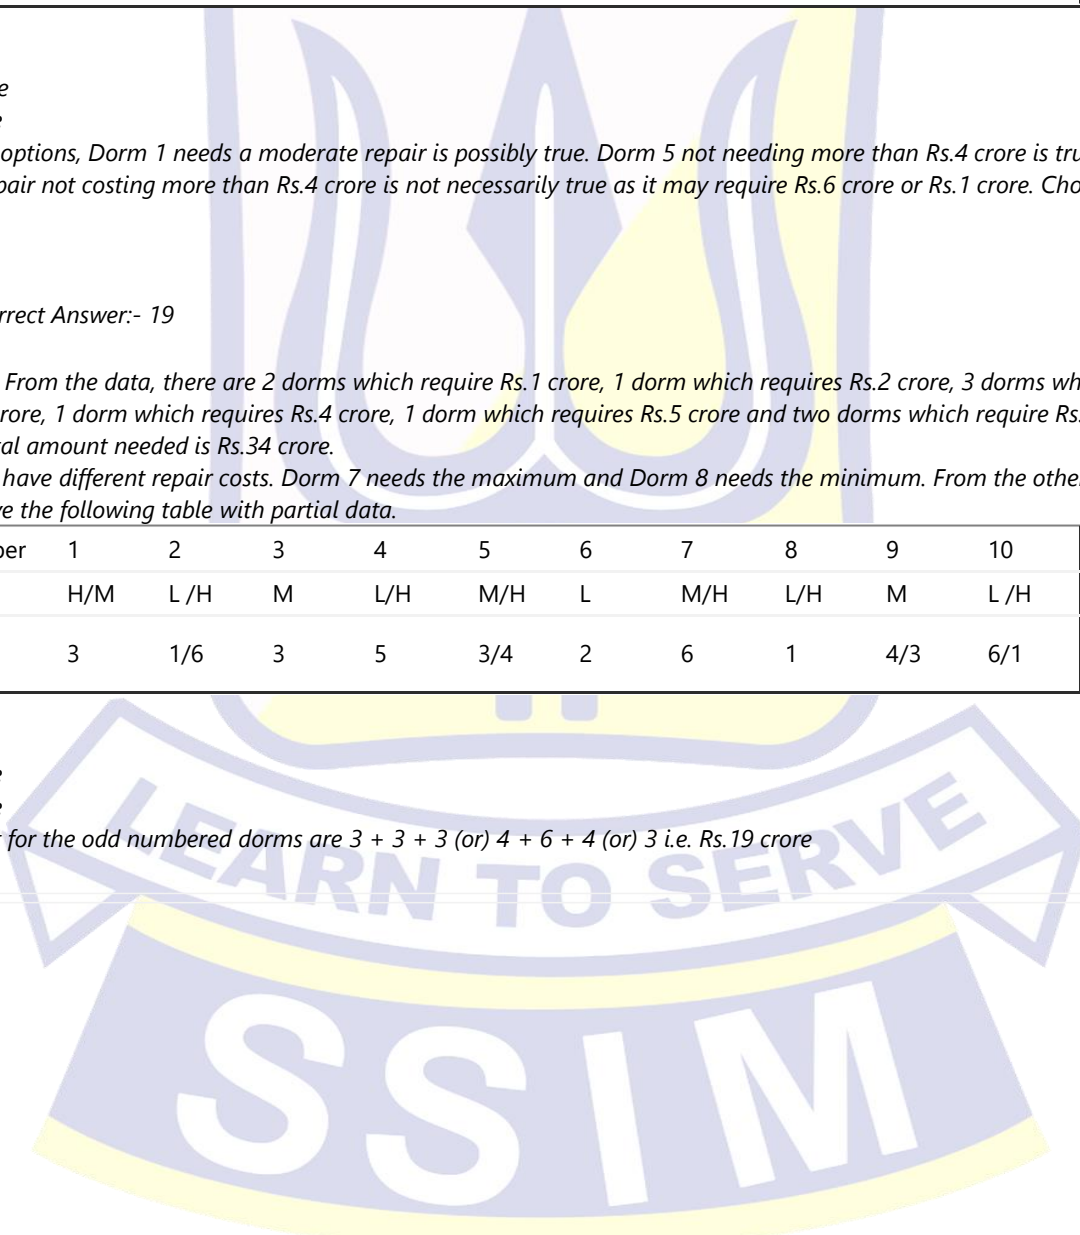 e
e
options, Dorm 1 needs a moderate repair is possibly true. Dorm 5 not needing more than Rs.4 crore is tru
pair not costing more than Rs.4 crore is not necessarily true as it may require Rs.6 crore or Rs.1 crore. Cho
rrect Answer:- 19
From the data, there are 2 dorms which require Rs.1 crore, 1 dorm which requires Rs.2 crore, 3 dorms wh
crore, 1 dorm which requires Rs.4 crore, 1 dorm which requires Rs.5 crore and two dorms which require Rs.
tal amount needed is Rs.34 crore.
have different repair costs. Dorm 7 needs the maximum and Dorm 8 needs the minimum. From the other
ve the following table with partial data.
ber 1 2 3 4 5 6 7 8 9 10
H/M L /H M L/H M/H L M/H L/H M L /H
3 1/6 3 5 3/4 2 6 1 4/3 6/1
e
e
t for the odd numbered dorms are 3 + 3 + 3 (or) 4 + 6 + 4 (or) 3 i.e. Rs.19 crore
LEARN TO SERVE
SSIM